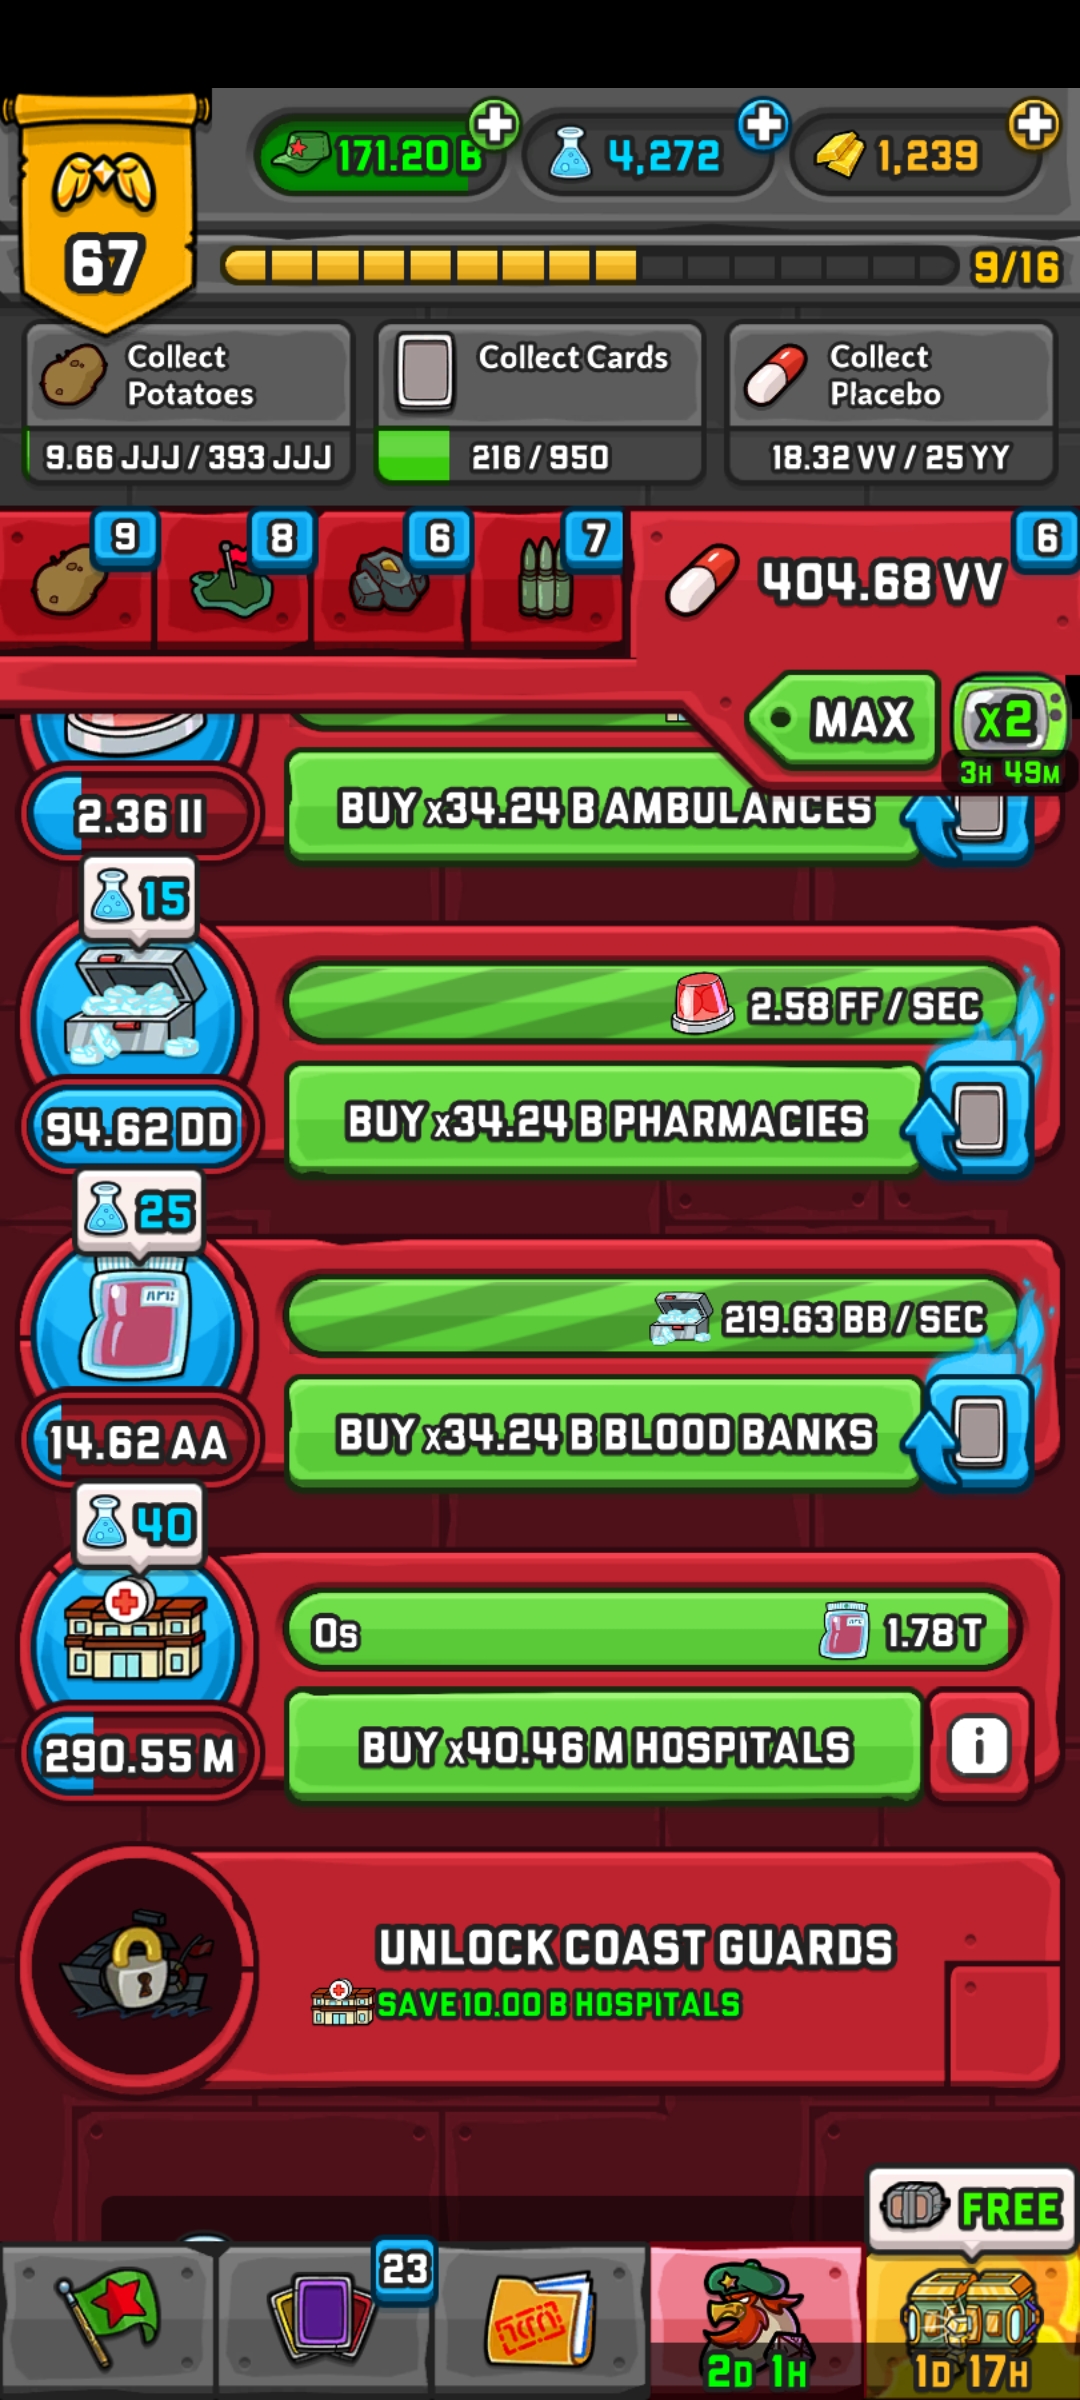 171.20 B
4,272
1,239
67
9/16
Collect Potatoes
9.66 JJJ / 393 JJJ
Collect Cards
216 / 950
Collect Placebo
18.32 VV / 25 YY
9
8
6
7
6
404.68 VV
MAX
x2
3H 49M
2.36 II
BUY x34.24 B AMBULANCES
15
2.58 FF / SEC
94.62 DD
BUY x34.24 B PHARMACIES
25
219.63 BB / SEC
14.62 AA
BUY x34.24 B BLOOD BANKS
40
0s
1.78 T
290.55 M
BUY x40.46 M HOSPITALS
i
UNLOCK COAST GUARDS
SAVE 10.00 B HOSPITALS
FREE
23
2D 1H
1D 17H